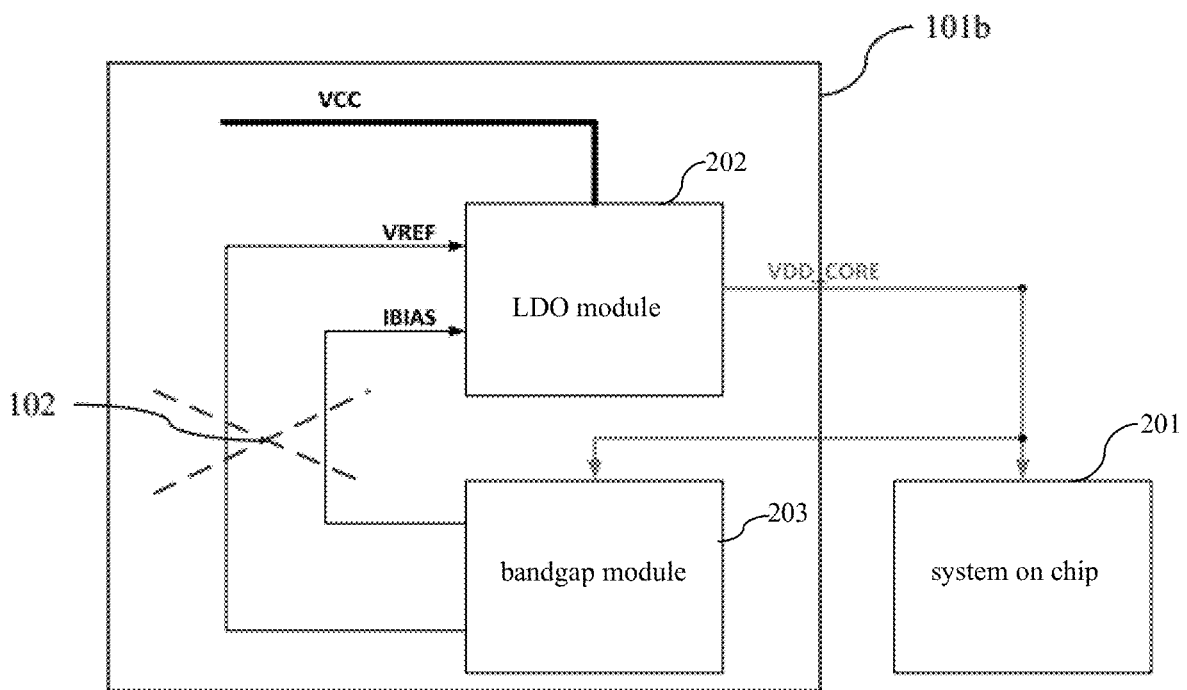 101b
VCC
202
VREF
VDD_CORE
LDO module
IBIAS
102
201
203
bandgap module
system on chip